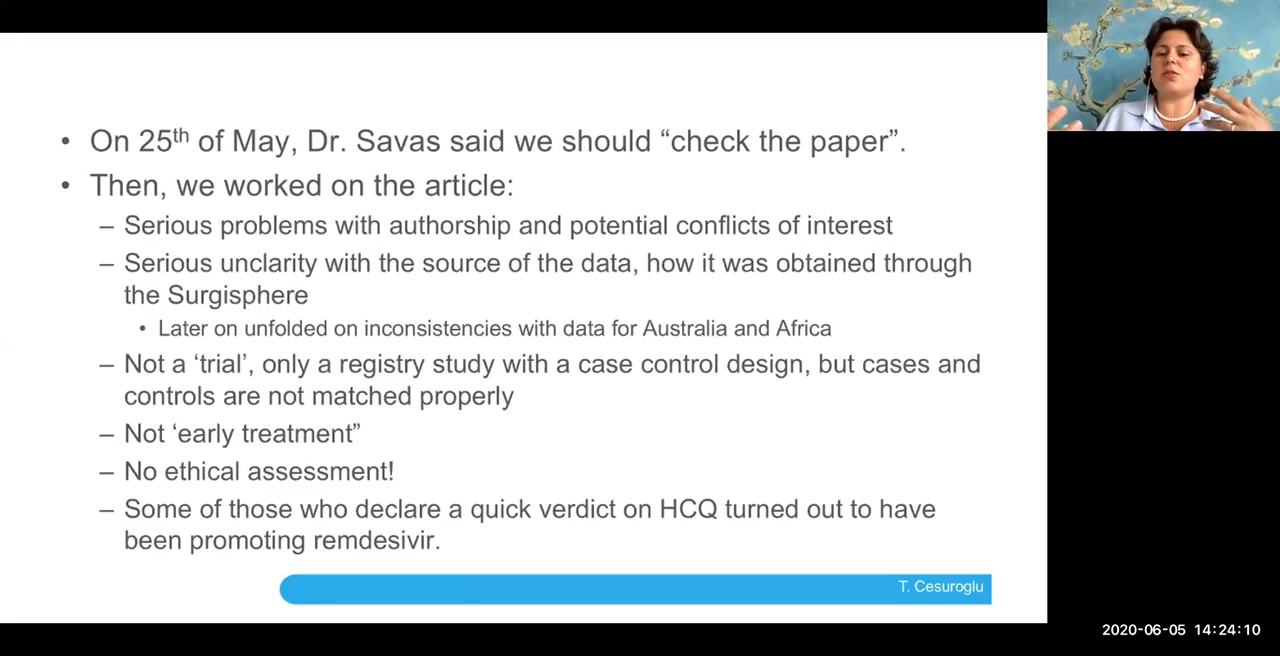 • On 25th of May, Dr. Savas said we should “check the paper”.
• Then, we worked on the article:
– Serious problems with authorship and potential conflicts of interest
– Serious unclarity with the source of the data, how it was obtained through
the Surgisphere
• Later on unfolded on inconsistencies with data for Australia and Africa
– Not a ‘trial’, only a registry study with a case control design, but cases and
controls are not matched properly
– Not ‘early treatment”
– No ethical assessment!
– Some of those who declare a quick verdict on HCQ turned out to have
been promoting remdesivir.
T. Cesuroglu
2020-06-05 14:24:10